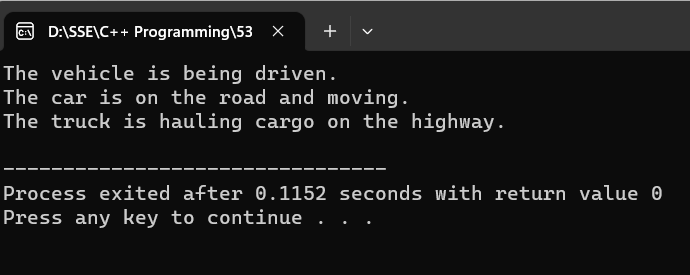 D:\SSE\C++ Programming\53
The vehicle is being driven.
The car is on the road and moving.
The truck is hauling cargo on the highway.
--------------------------------
Process exited after 0.1152 seconds with return value 0
Press any key to continue . . .